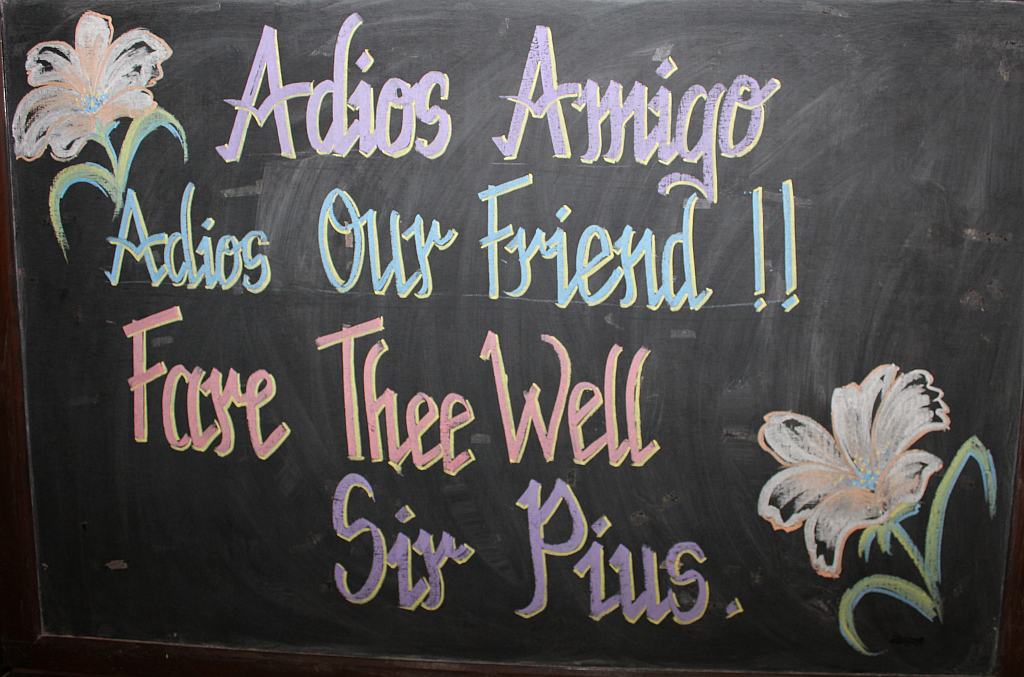 Adios Amigo
Adios Our Friend !!
Fare Thee Well
Sir Pius.